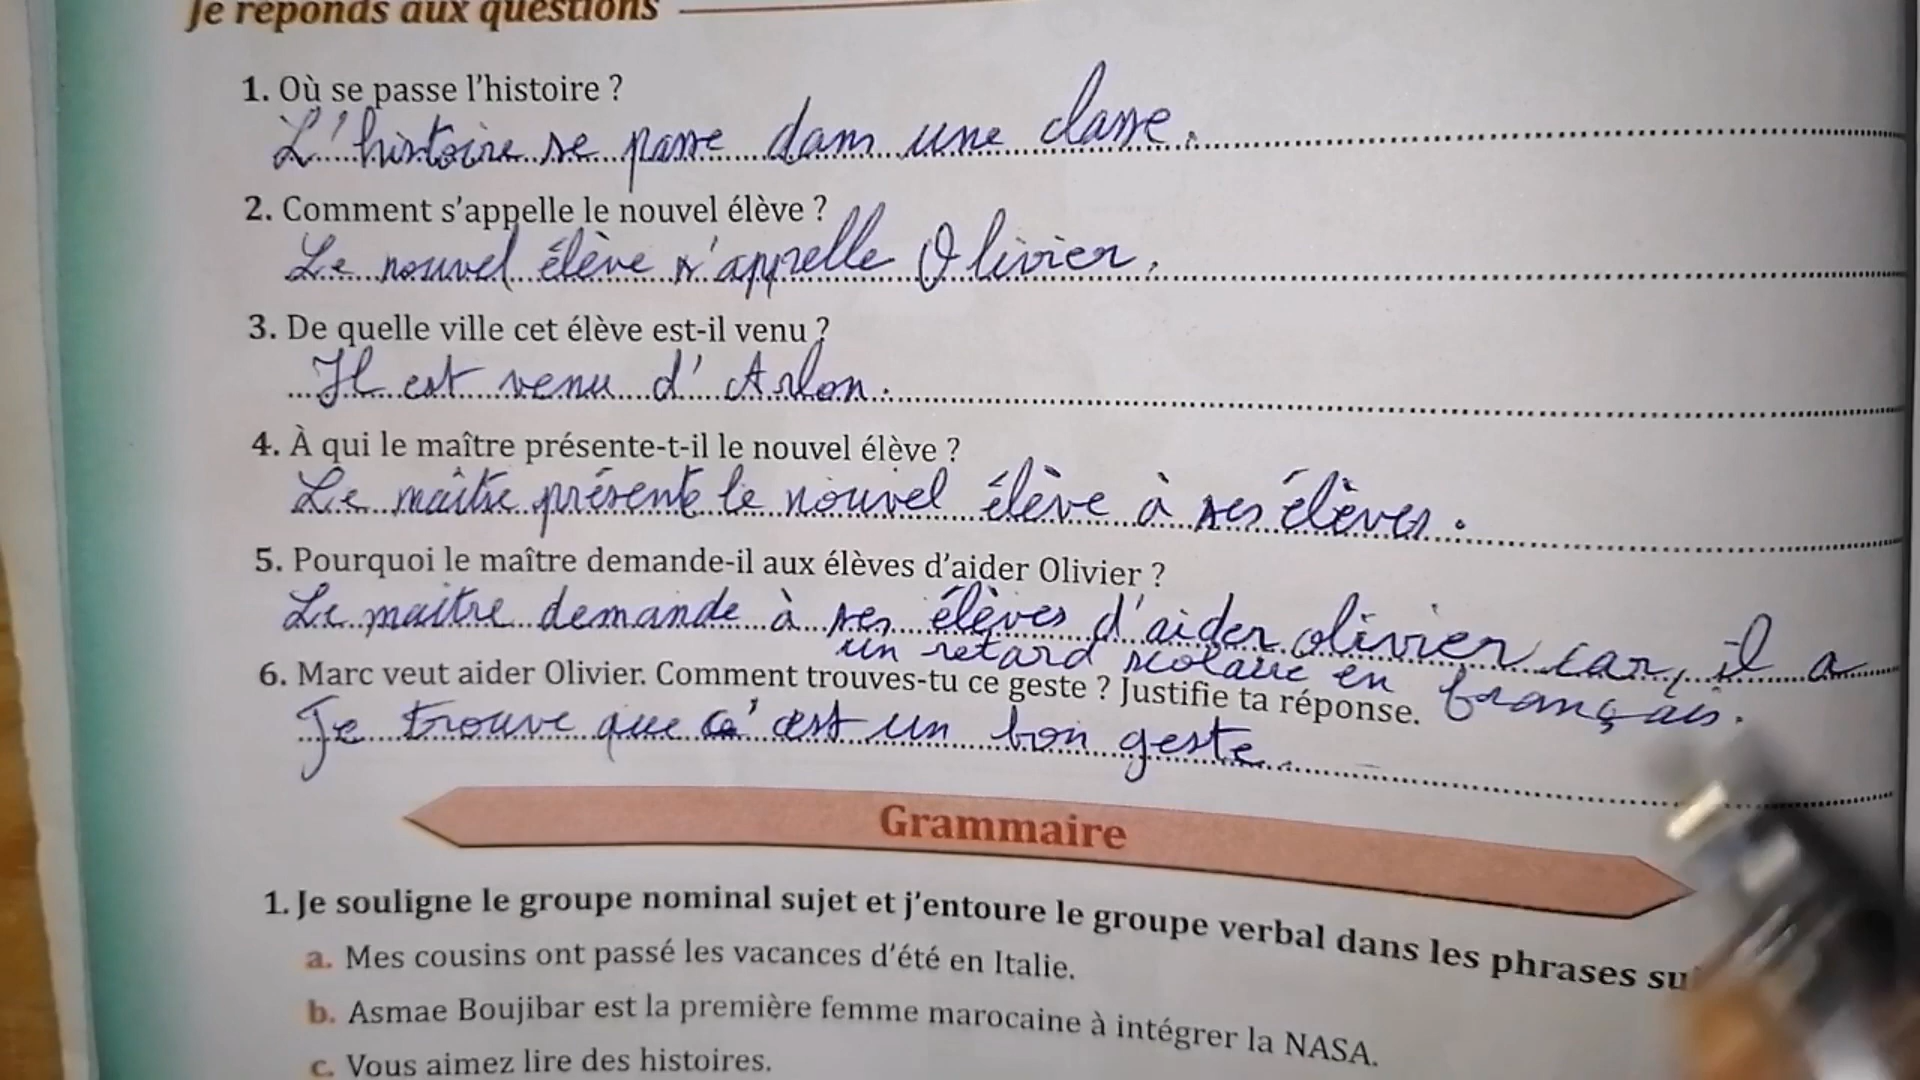 Je réponds aux questions
1. Où se passe l'histoire ?
L'histoire se passe dans une classe.
2. Comment s'appelle le nouvel élève ?
Le nouvel élève s'appelle Olivier.
3. De quelle ville cet élève est-il venu ?
Il est venu d'Arlon.
4. À qui le maître présente-t-il le nouvel élève ?
Le maître présente le nouvel élève à ses élèves.
5. Pourquoi le maître demande-il aux élèves d'aider Olivier ?
Le maitre demande à ses élèves d'aider olivier car, il a
un retard scolaire en français.
6. Marc veut aider Olivier. Comment trouves-tu ce geste ? Justifie ta réponse.
Je trouve que c'est un bon geste.
Grammaire
1. Je souligne le groupe nominal sujet et j'entoure le groupe verbal dans les phrases
a. Mes cousins ont passé les vacances d'été en Italie.
b. Asmae Boujibar est la première femme marocaine à intégrer la NASA.
c. Vous aimez lire des histoires.